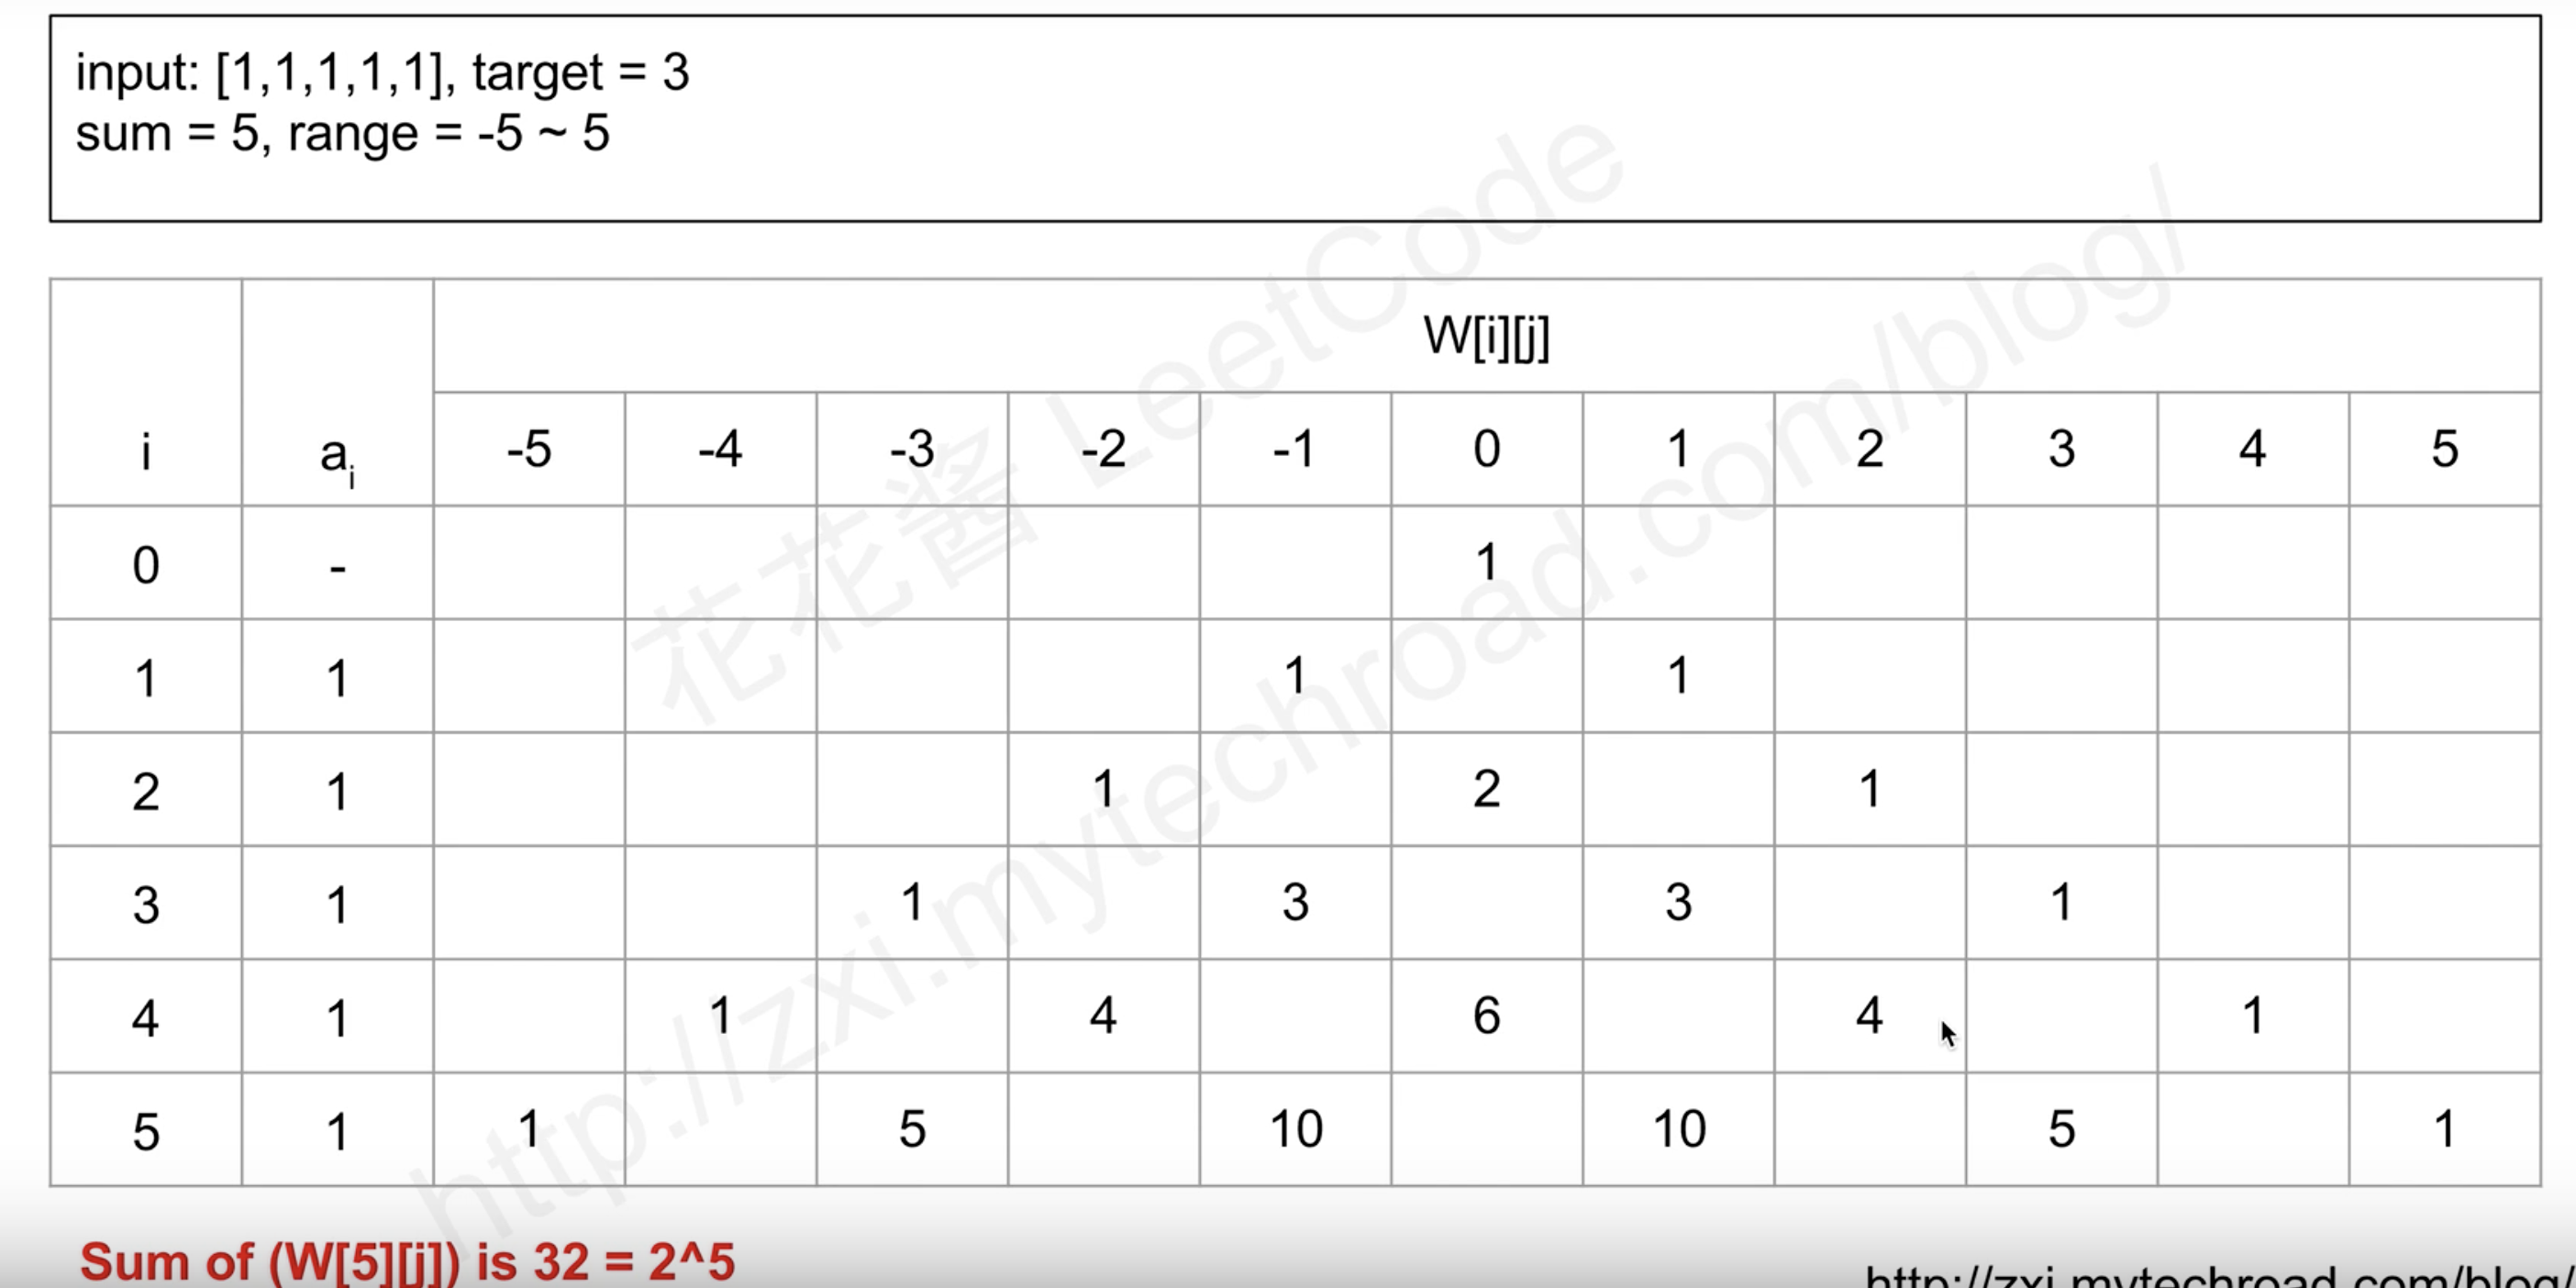 input: [1,1,1,1,1], target = 3
sum = 5, range = -5 ~ 5
W[i][j]
i ai -5 -4 -3 -2 -1 0 1 2 3 4 5
0 - 1
1 1 1 1
2 1 1 2 1
3 1 1 3 3 1
4 1 1 4 6 4 1
5 1 1 5 10 10 5 1
花花酱 LeetCode
http://zxi.mytechroad.com/blog/
Sum of (W[5][j]) is 32 = 2^5
http://zxi.mytechroad.com/blog/